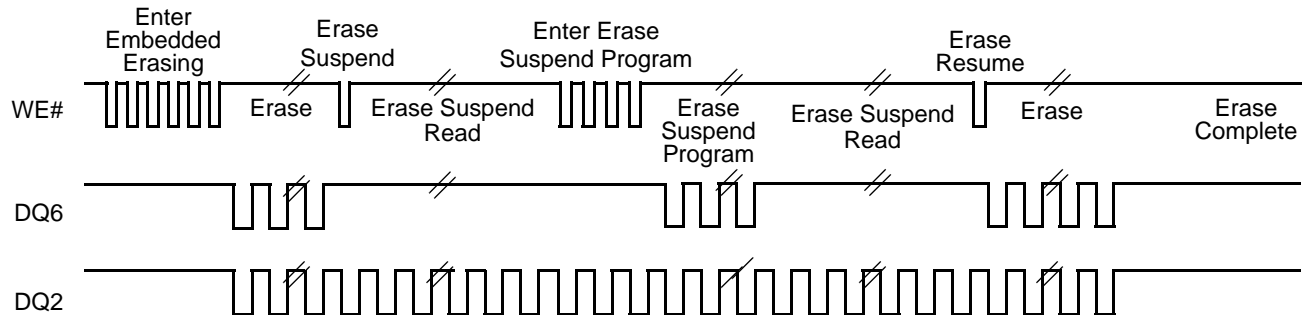 Enter
Embedded
Erasing
Erase
Suspend
Enter Erase
Suspend Program
Erase
Resume
WE#
Erase
Erase Suspend
Read
Erase
Suspend
Program
Erase Suspend
Read
Erase
Erase
Complete
DQ6
DQ2